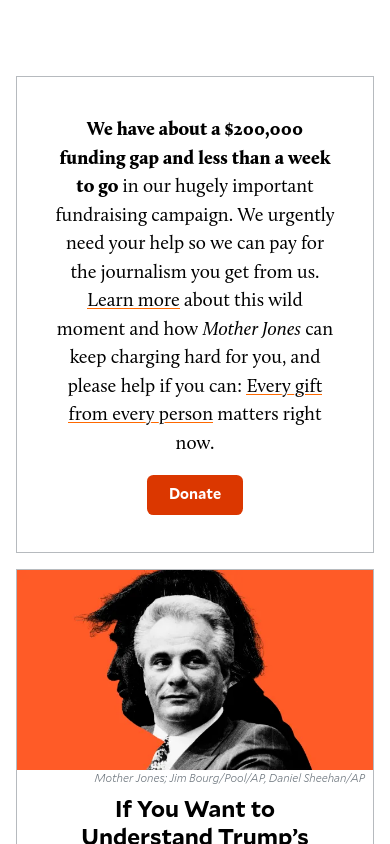 We have about a $200,000
funding gap and less than a week
to go in our hugely important
fundraising campaign. We urgently
need your help so we can pay for
the journalism you get from us.
Learn more about this wild
moment and how Mother Jones can
keep charging hard for you, and
please help if you can: Every gift
from every person matters right
now.
Donate
Mother Jones; Jim Bourg/Pool/AP, Daniel Sheehan/AP
If You Want to
Understand Trump's